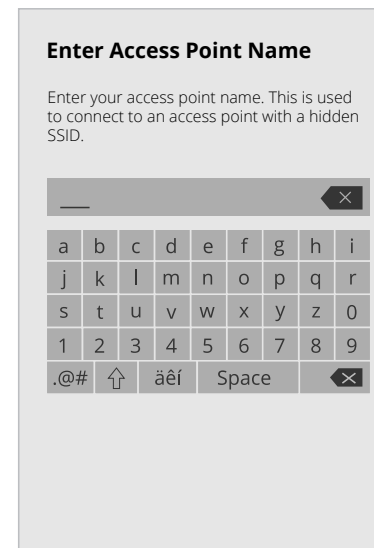 Enter Access Point Name
Enter your access point name. This is used
to connect to an access point with a hidden
SSID.
a b c d e f g h i
j k l m n o p q r
s t u v w x y z 0
1 2 3 4 5 6 7 8 9
.@# äêí Space